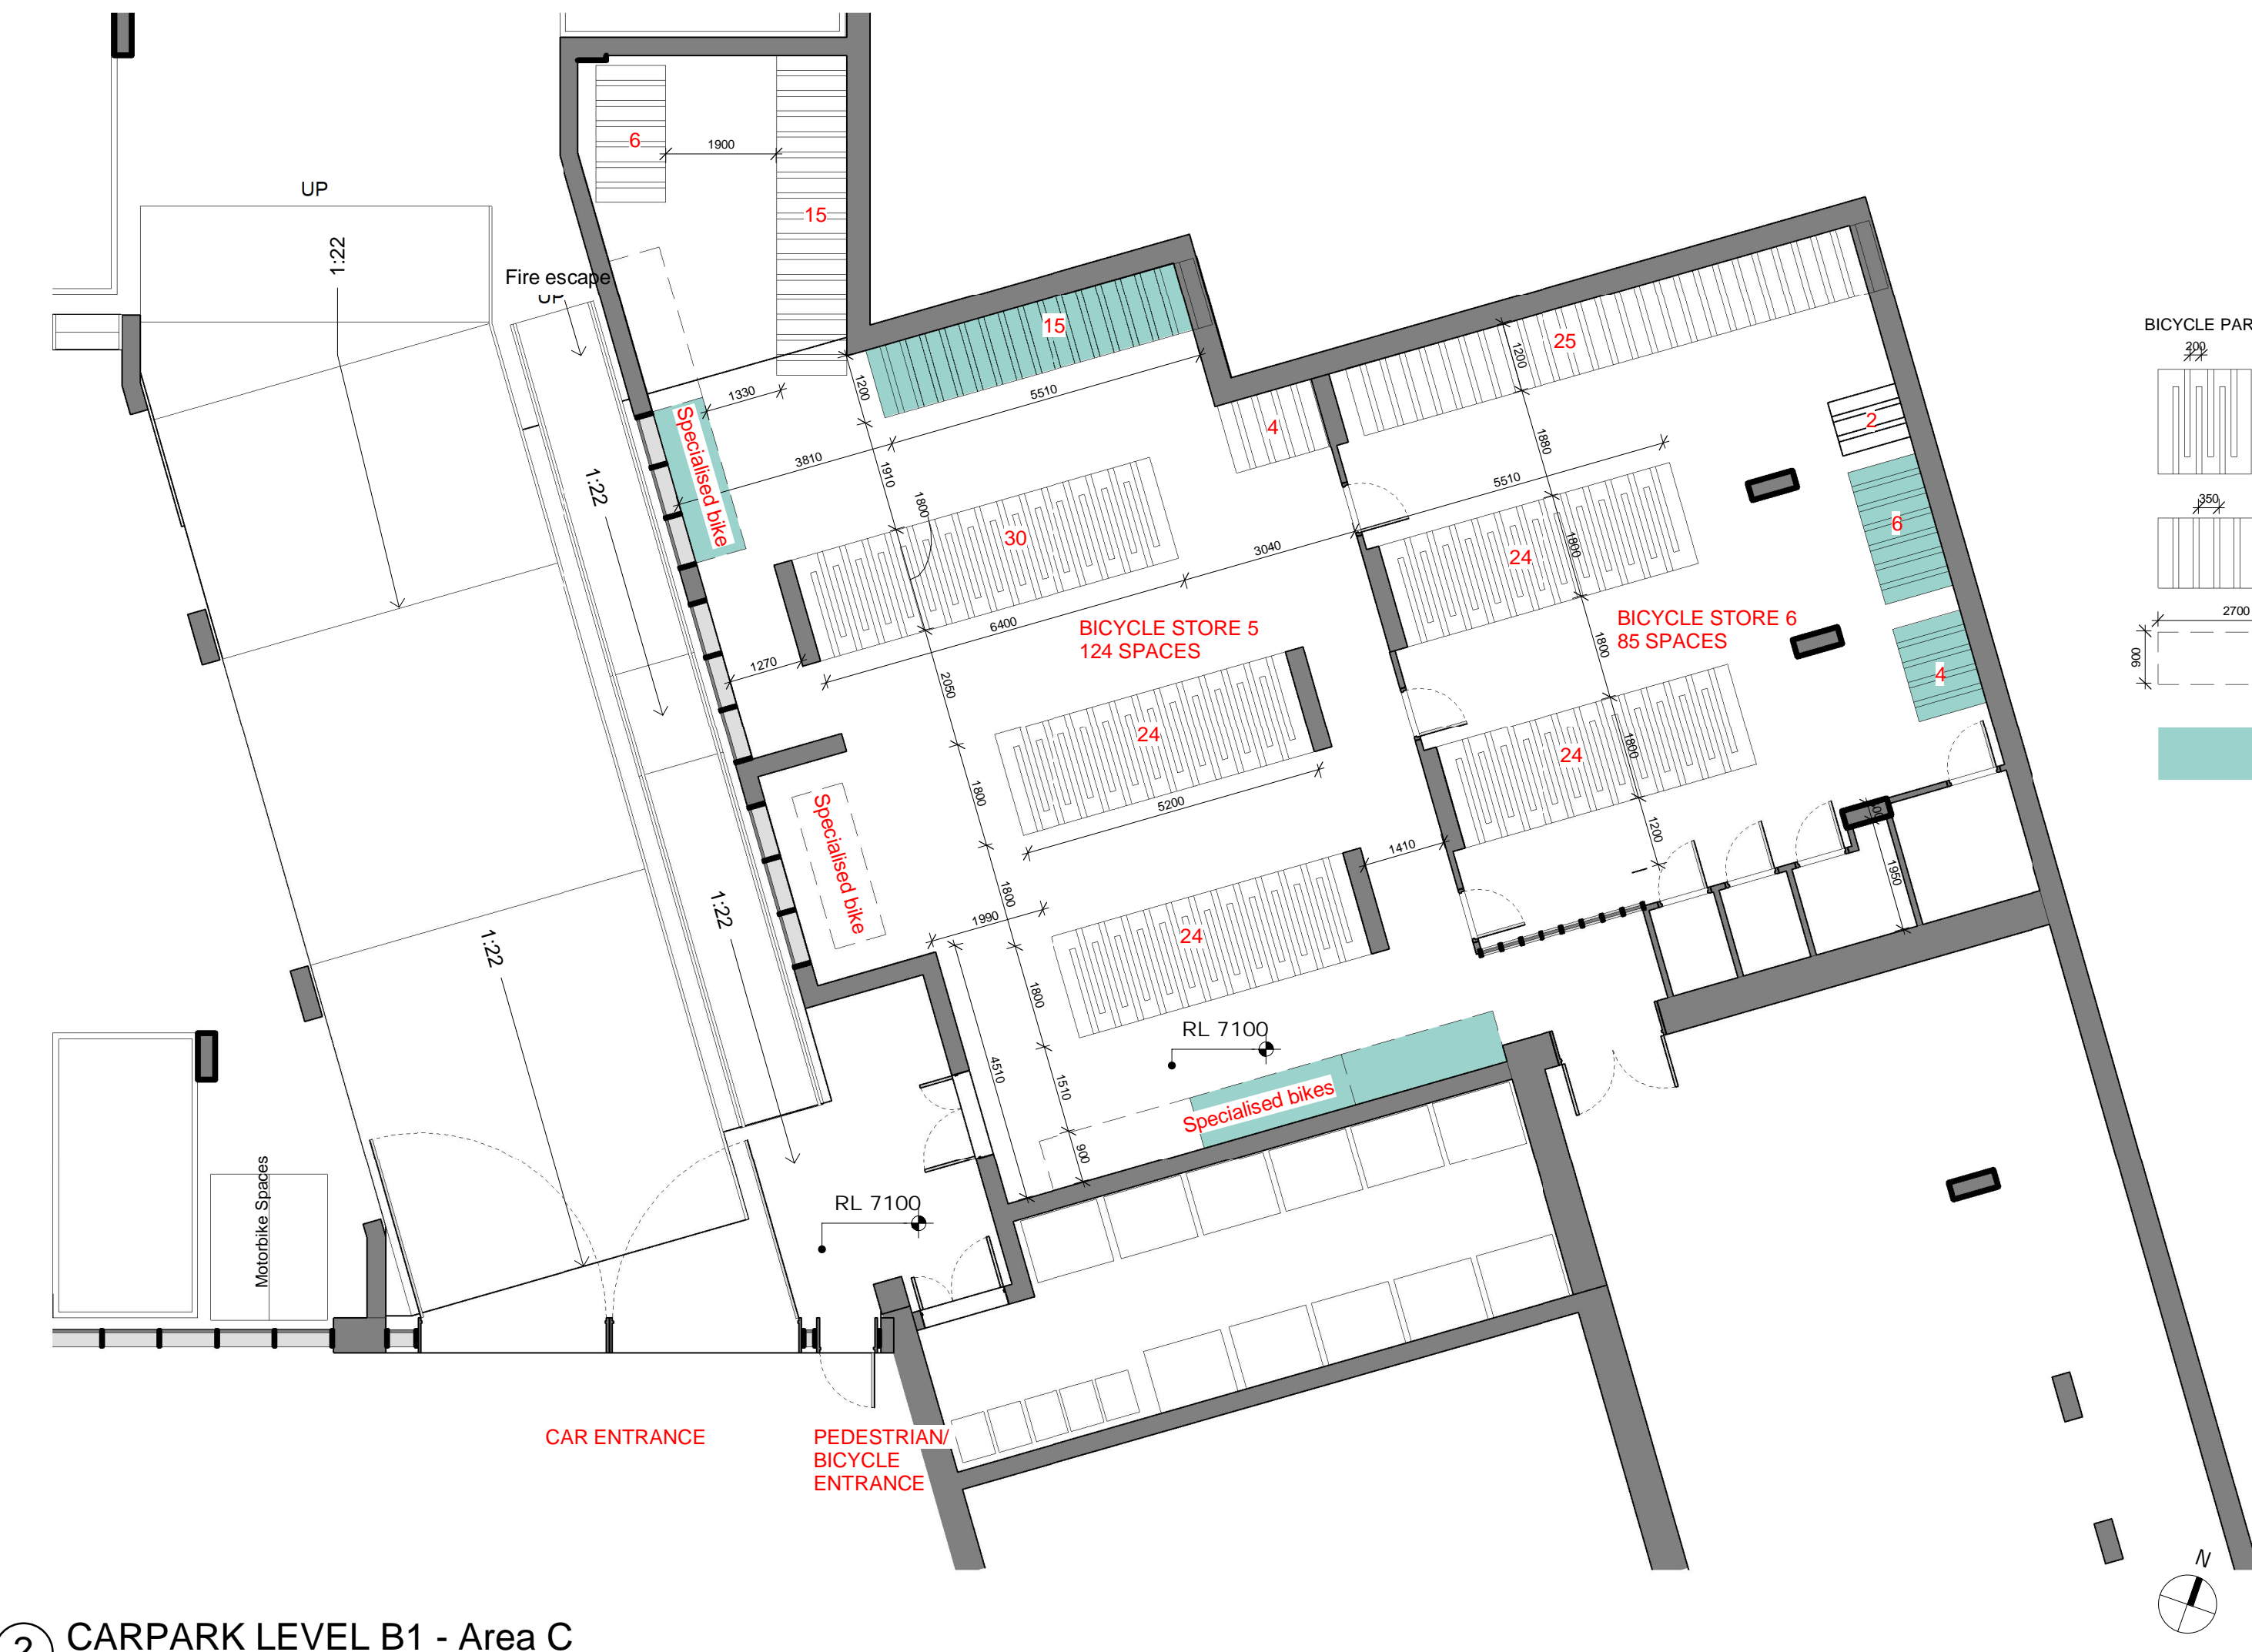 6
1900
15
UP
1:22
Fire escape
UP
15
25
BICYCLE PAR
200
1200
5510
1330
1200
4
2
Specialised bike
3810
1910
1880
5510
1:22
1800
30
6
350
24
1800
3040
2700
6400
BICYCLE STORE 5
124 SPACES
BICYCLE STORE 6
85 SPACES
1270
2050
1800
900
4
24
24
1800
5200
1800
Specialised bike
1200
1410
1950
1:22
1800
1990
24
1:22
1800
RL 7100
4510
1510
Specialised bikes
900
Motorbike Spaces
RL 7100
CAR ENTRANCE
PEDESTRIAN/
BICYCLE
ENTRANCE
N
2
CARPARK LEVEL B1 - Area C